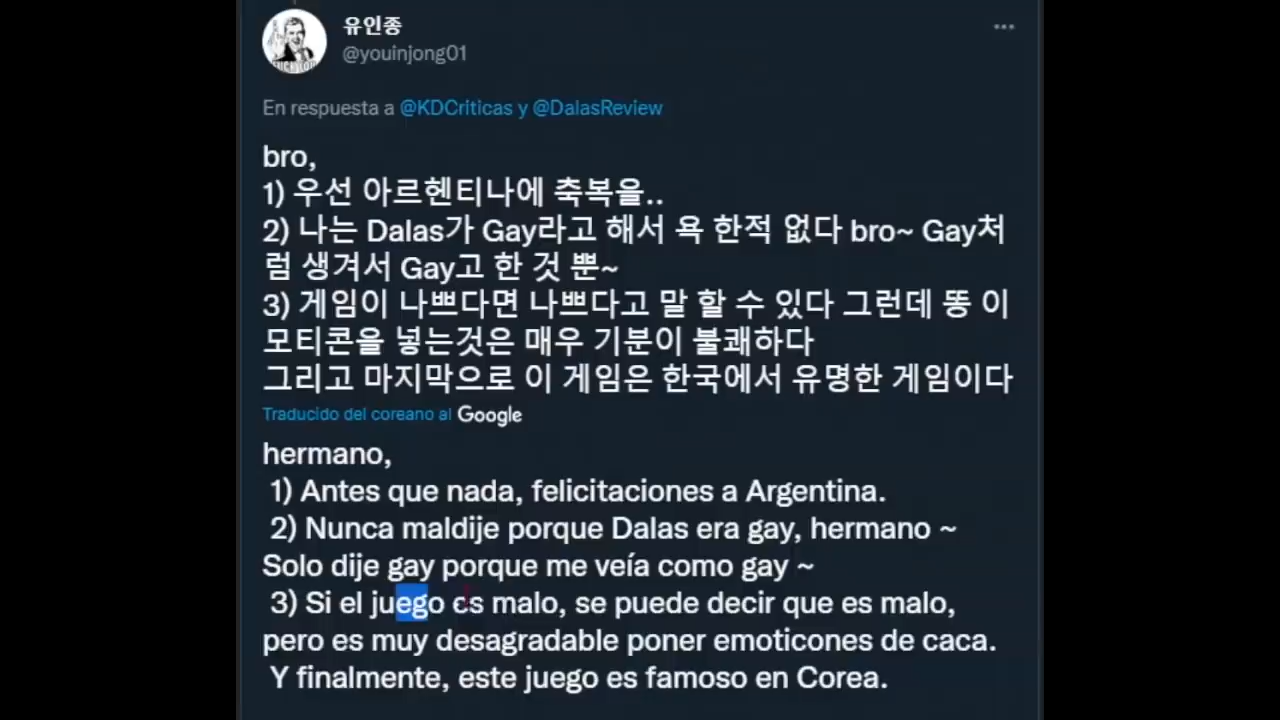 유인종
@youinjong01
En respuesta a @KDCriticas y @DalasReview
bro,
1) 우선 아르헨티나에 축복을..
2) 나는 Dalas가 Gay라고 해서 욕 한적 없다 bro~ Gay처
럼 생겨서 Gay고 한 것 뿐~
3) 게임이 나쁘다면 나쁘다고 말 할 수 있다 그런데 똥 이
모티콘을 넣는것은 매우 기분이 불쾌하다
그리고 마지막으로 이 게임은 한국에서 유명한 게임이다
Traducido del coreano al Google
hermano,
1) Antes que nada, felicitaciones a Argentina.
2) Nunca maldije porque Dalas era gay, hermano ~
Solo dije gay porque me veía como gay ~
3) Si el juego es malo, se puede decir que es malo,
pero es muy desagradable poner emoticones de caca.
Y finalmente, este juego es famoso en Corea.